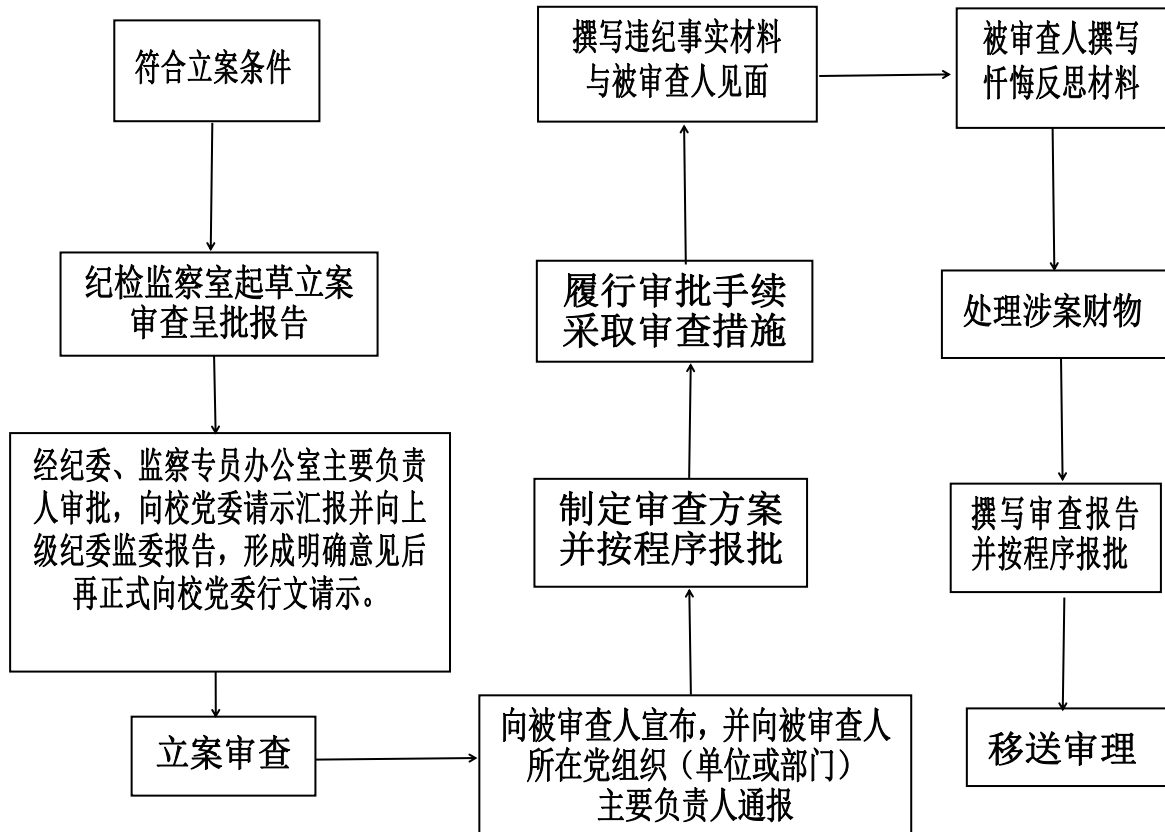 符合立案条件
纪检监察室起草立案
审查呈批报告
经纪委、监察专员办公室主要负责
人审批，向校党委请示汇报并向上
级纪委监委报告，形成明确意见后
再正式向校党委行文请示。
立案审查
向被审查人宣布，并向被审查人
所在党组织（单位或部门）
主要负责人通报
制定审查方案
并按程序报批
履行审批手续
采取审查措施
撰写违纪事实材料
与被审查人见面
被审查人撰写
忏悔反思材料
处理涉案财物
撰写审查报告
并按程序报批
移送审理